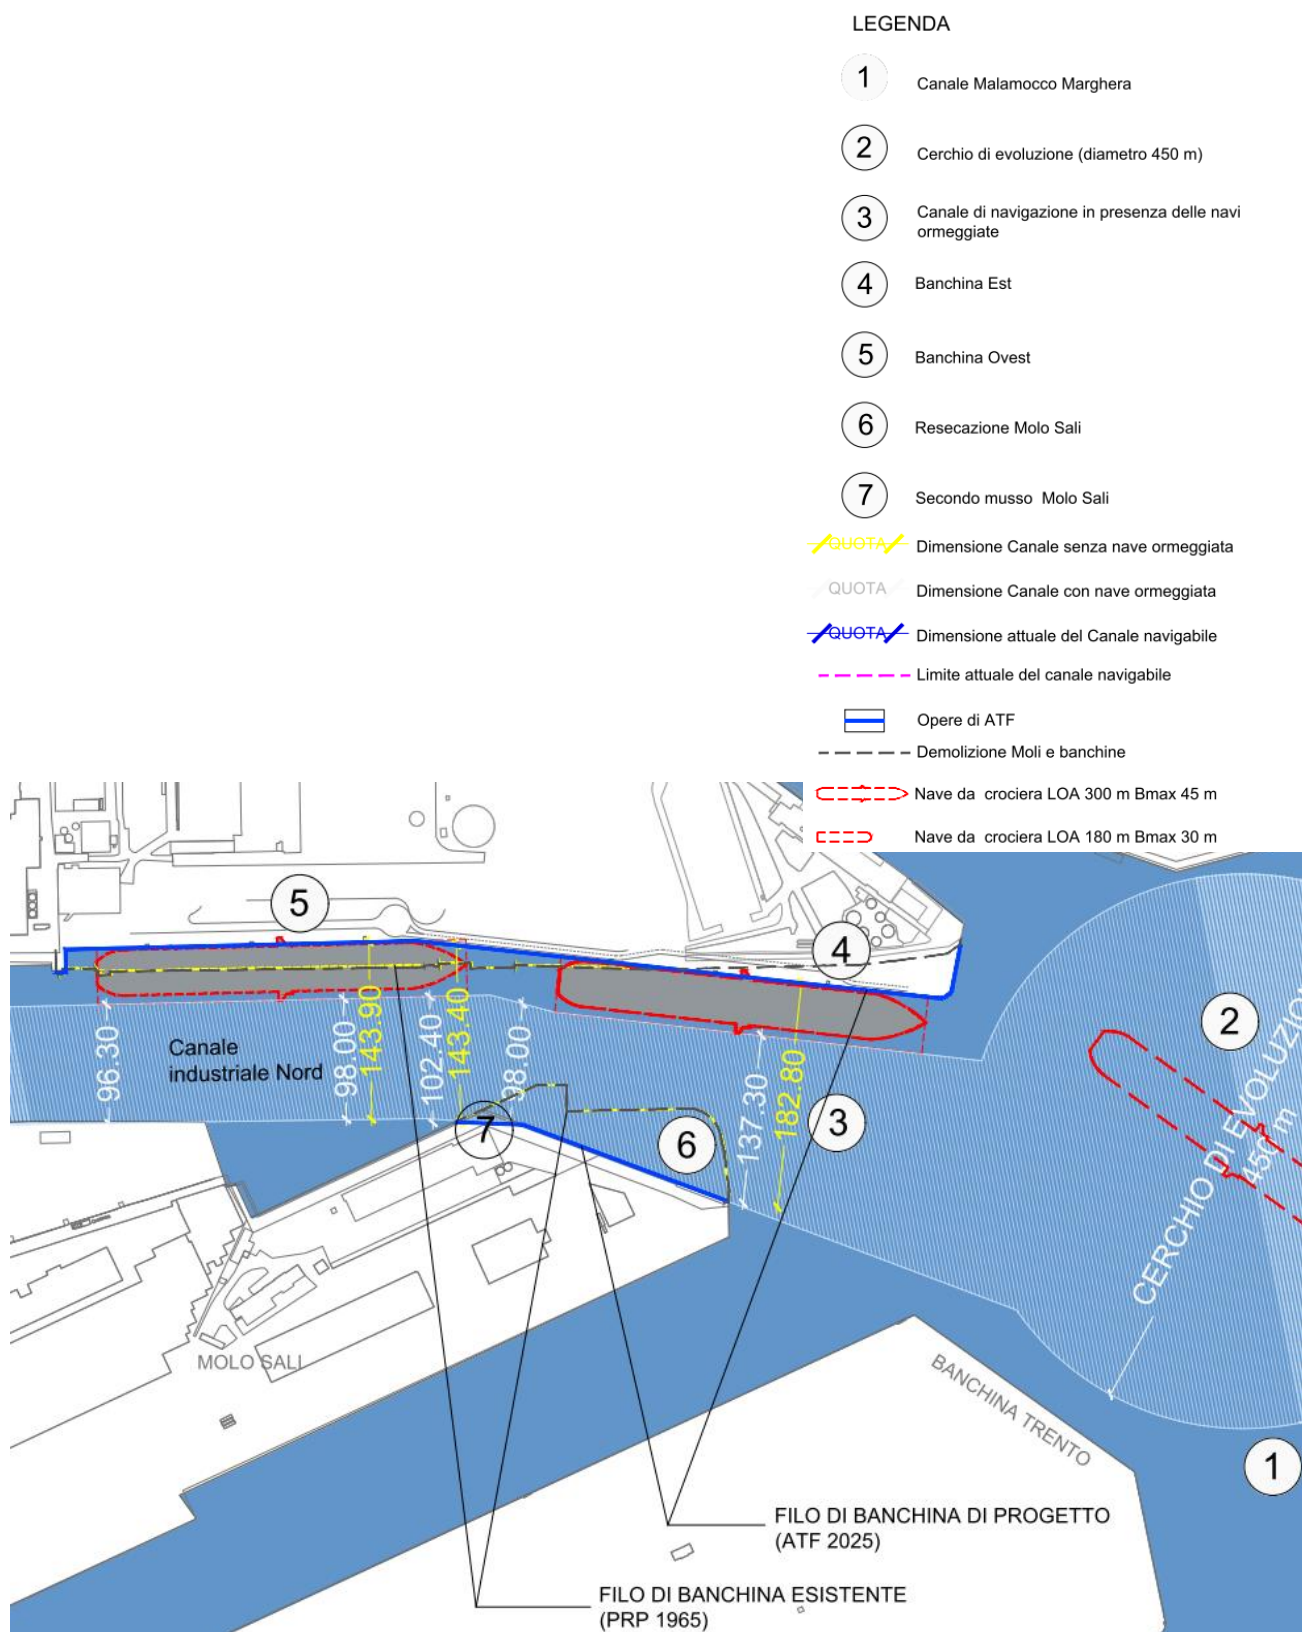 LEGENDA
1
Canale Malamocco Marghera
2
Cerchio di evoluzione (diametro 450 m)
3
Canale di navigazione in presenza delle navi
ormeggiate
4
Banchina Est
5
Banchina Ovest
6
Resecazione Molo Sali
7
Secondo musso Molo Sali
QUOTA
Dimensione Canale senza nave ormeggiata
QUOTA
Dimensione Canale con nave ormeggiata
QUOTA
Dimensione attuale del Canale navigabile
Limite attuale del canale navigabile
Opere di ATF
Demolizione Moli e banchine
Nave da crociera LOA 300 m Bmax 45 m
Nave da crociera LOA 180 m Bmax 30 m
5
4
2
Canale
industriale Nord
96.30
98.00
143.90
102.40
143.40
98.00
137.30
182.80
3
7
6
CERCHIO DI EVOLUZION
450 m
MOLO SALI
BANCHINA TRENTO
1
FILO DI BANCHINA DI PROGETTO
(ATF 2025)
FILO DI BANCHINA ESISTENTE
(PRP 1965)